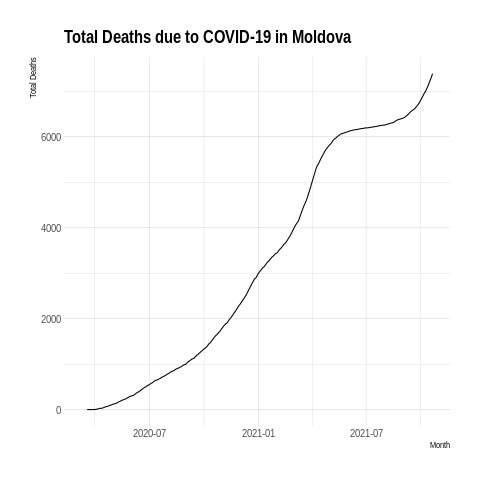 Total Deaths due to COVID-19 in Moldova
Total Deaths
6000
4000
2000
0
2020-07
2021-01
2021-07
Month